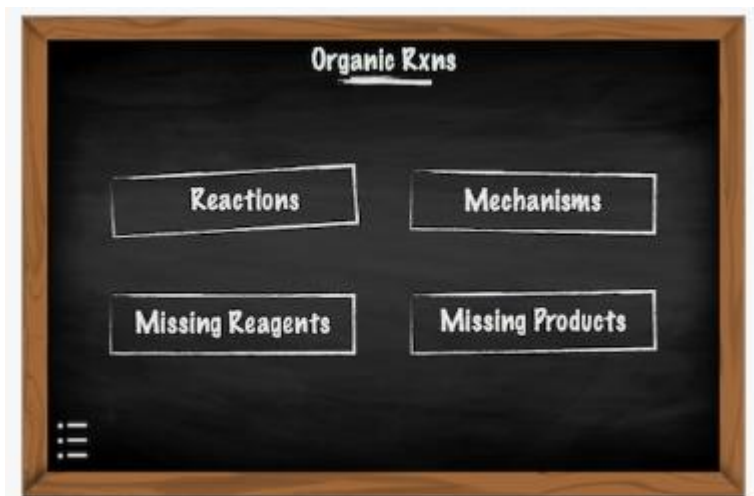 Organic Rxns
Reactions
Mechanisms
Missing Reagents
Missing Products